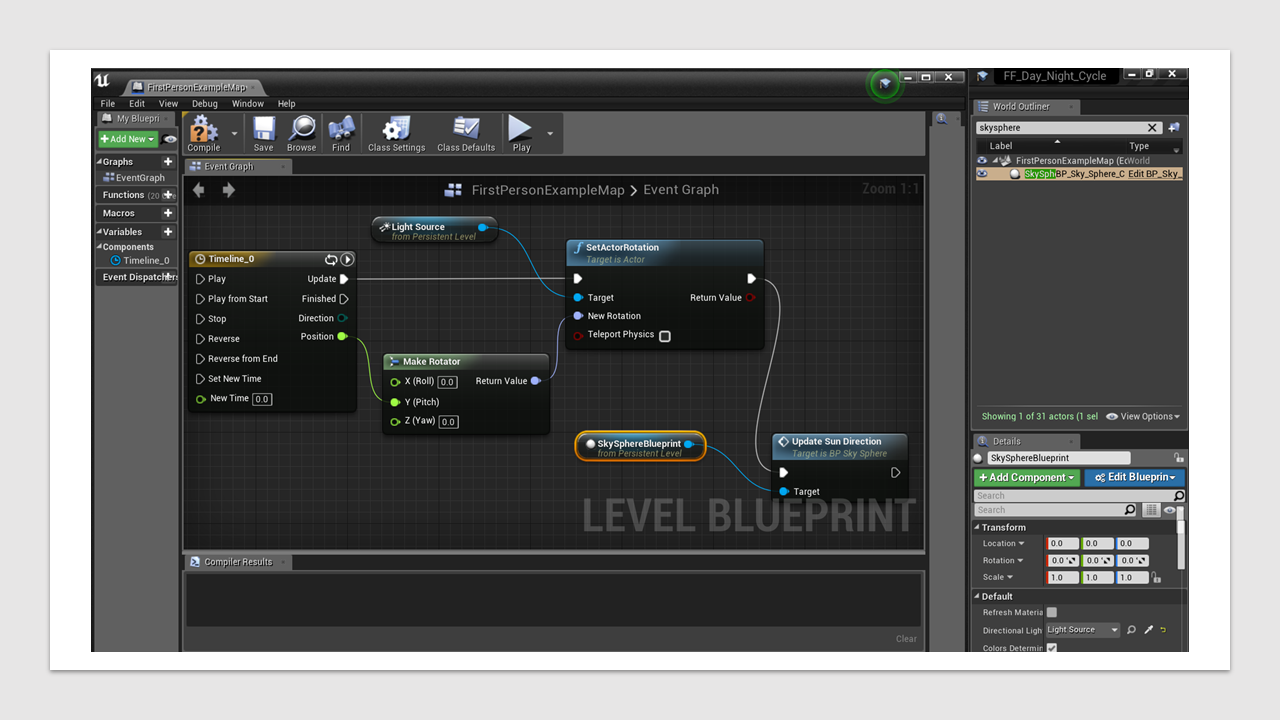 FirstPersonExampleMap
File Edit View Debug Window Help
My Bluepri
+Add New
Graphs
EventGraph
Functions (20
Macros
Variables
Components
Timeline_0
Event Dispatchers
Compile
Save
Browse
Find
Class Settings
Class Defaults
Play
Event Graph
FirstPersonExampleMap > Event Graph
Zoom 1:1
Light Source
from Persistent Level
Timeline_0
Play
Update
Play from Start
Finished
Stop
Direction
Reverse
Position
Reverse from End
Set New Time
New Time 0.0
Make Rotator
X (Roll) 0.0
Return Value
Y (Pitch)
Z (Yaw) 0.0
SetActorRotation
Target is Actor
Target
Return Value
New Rotation
Teleport Physics
SkySphereBlueprint
from Persistent Level
Update Sun Direction
Target is BP Sky Sphere
Target
LEVEL BLUEPRINT
Compiler Results
Clear
FF_Day_Night_Cycle
World Outliner
skysphere
Label Type
FirstPersonExampleMap (Ed World
SkySphBP_Sky_Sphere_C Edit BP_Sky_
Showing 1 of 31 actors (1 sel
View Options
Details
SkySphereBlueprint
+Add Component
Edit Blueprin
Search
Search
Transform
Location 0.0 0.0 0.0
Rotation 0.0 ° 0.0 ° 0.0 °
Scale 1.0 1.0 1.0
Default
Refresh Materia
Directional Ligh Light Source
Colors Determin